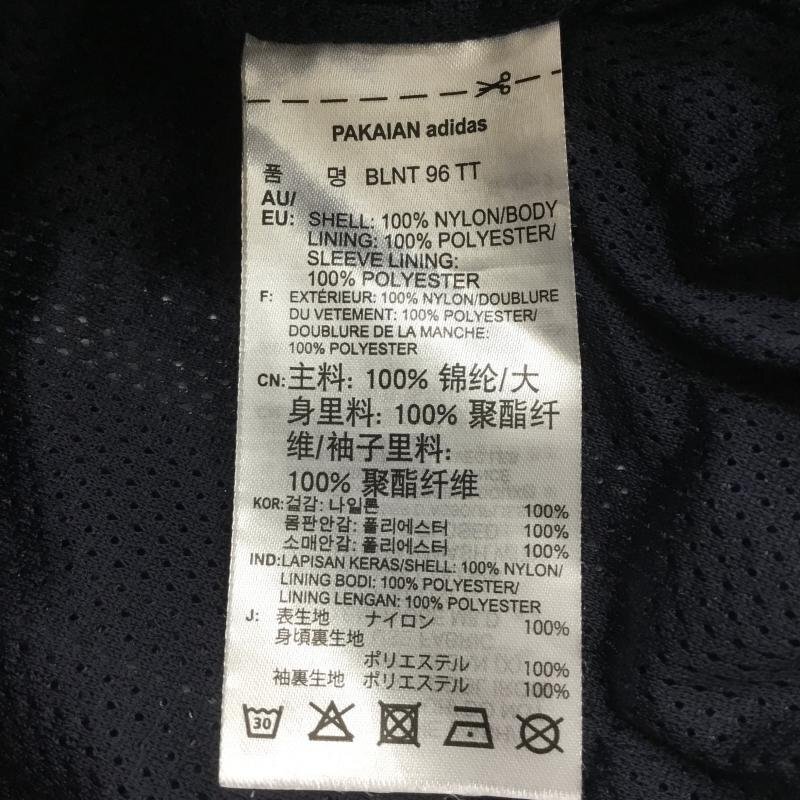 PAKAIAN adidas
품 명 BLNT 96 TT
AU/
EU: SHELL: 100% NYLON/BODY
LINING: 100% POLYESTER/
SLEEVE LINING:
100% POLYESTER
F: EXTÉRIEUR: 100% NYLON/DOUBLURE
DU VETEMENT: 100% POLYESTER/
DOUBLURE DE LA MANCHE:
100% POLYESTER
CN: 主料: 100% 锦纶/大
身里料: 100% 聚酯纤
维/袖子里料:
100% 聚酯纤维
KOR: 겉감: 나일론 100%
몸판안감: 폴리에스터 100%
소매안감: 폴리에스터 100%
IND: LAPISAN KERAS/SHELL: 100% NYLON/
LINING BODI: 100% POLYESTER/
LINING LENGAN: 100% POLYESTER
J: 表生地 ナイロン 100%
身頃裏生地
ポリエステル 100%
袖裏生地 ポリエステル 100%
30